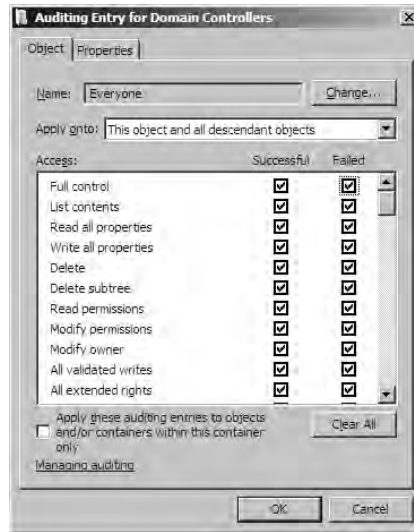 Auditing Entry for Domain Controllers
Object Properties
Name: Everyone Change...
Apply onto: This object and all descendant objects
Access: Successful Failed
Full control
List contents
Read all properties
Write all properties
Delete
Delete subtree
Read permissions
Modify permissions
Modify owner
All validated writes
All extended rights
Apply these auditing entries to objects
and/or containers within this container
only
Clear All
Managing auditing
OK Cancel